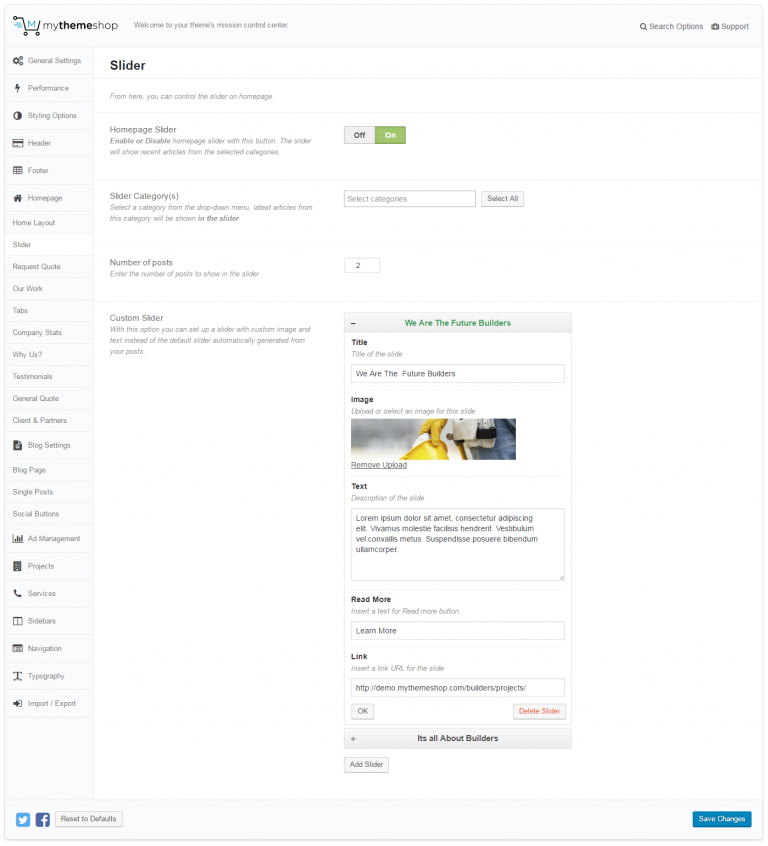 mythemeshop
Welcome to your theme's mission control center.
Search Options
Support
General Settings
Performance
Styling Options
Header
Footer
Homepage
Home Layout
Slider
Request Quote
Our Work
Tabs
Company Stats
Why Us?
Testimonials
General Quote
Client & Partners
Blog Settings
Blog Page
Single Posts
Social Buttons
Ad Management
Projects
Services
Sidebars
Navigation
Typography
Import / Export
Slider
From here, you can control the slider on homepage.
Homepage Slider
Enable or Disable homepage slider with this button. The slider
will show recent articles from the selected categories.
Off
On
Slider Category(s)
Select a category from the drop-down menu, latest articles from
this category will be shown in the slider.
Select categories
Select All
Number of posts
Enter the number of posts to show in the slider
2
Custom Slider
With this option you can set up a slider with custom image and
text instead of the default slider automatically generated from
your posts.
– We Are The Future Builders
Title
Title of the slide
We Are The  Future Builders
Image
Upload or select an image for this slide
Remove Upload
Text
Description of the slide
Lorem ipsum dolor sit amet, consectetur adipiscing
elit. Vivamus molestie facilisis hendrerit. Vestibulum
vel convallis metus. Suspendisse posuere bibendum
ullamcorper.
Read More
Insert a text for Read more button.
Learn More
Link
Insert a link URL for the slide
http://demo.mythemeshop.com/builders/projects/
OK
Delete Slider
+ Its all About Builders
Add Slider
Reset to Defaults
Save Changes